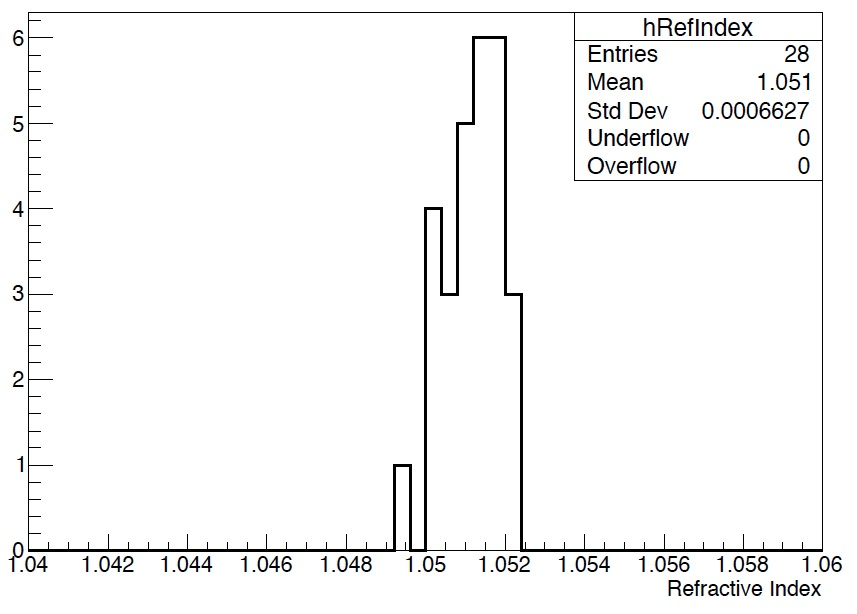 hRefIndex
Entries 28
Mean 1.051
Std Dev 0.0006627
Underflow 0
Overflow 0
6
5
4
3
2
1
0
1.04 1.042 1.044 1.046 1.048 1.05 1.052 1.054 1.056 1.058 1.06
Refractive Index